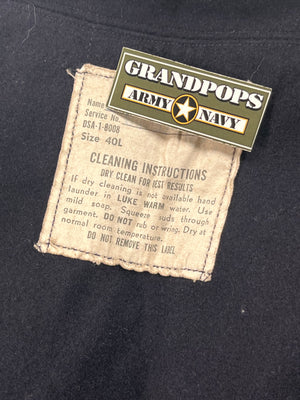 GRANDPOPS
ARMY NAVY
Name
Service No.
DSA-1-8008
Size 40L
CLEANING INSTRUCTIONS
DRY CLEAN FOR BEST RESULTS
If dry cleaning is not available hand
launder in LUKE WARM water. Use
mild soap. Squeeze suds through
garment. DO NOT rub or wring. Dry at
normal room temperature.
DO NOT REMOVE THIS LABEL